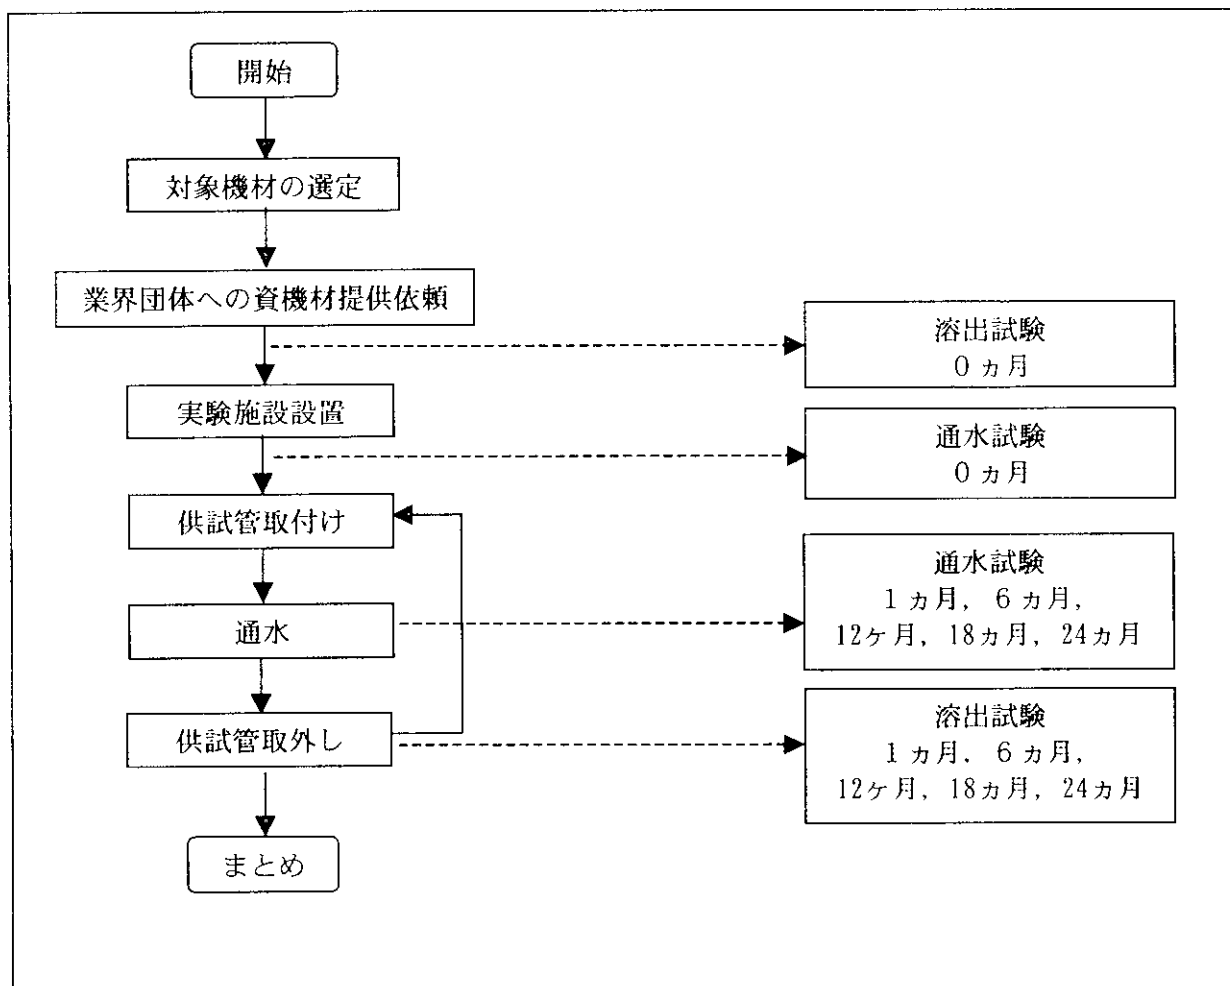 開始
対象機材の選定
業界団体への資機材提供依頼
溶出試験
0 ヵ月
実験施設設置
通水試験
0 ヵ月
供試管取付け
通水試験
1 ヵ月, 6 ヵ月,
12ケ月, 18ヵ月, 24ヵ月
通水
供試管取外し
溶出試験
1 ヵ月. 6 ヵ月,
12ケ月, 18ヵ月, 24ヵ月
まとめ